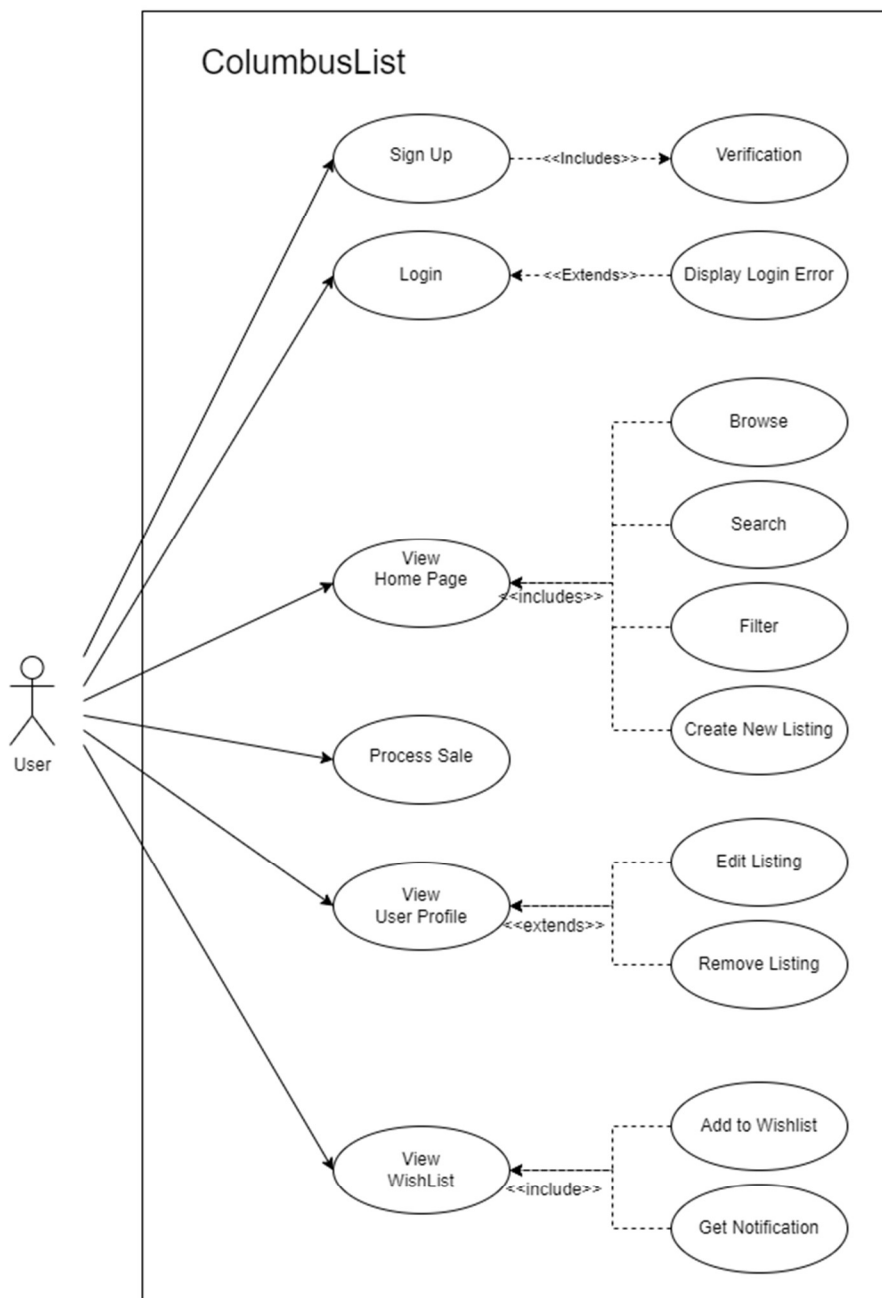 ColumbusList
Sign Up
<<Includes>>
Verification
Login
<<Extends>>
Display Login Error
Browse
Search
View
Home Page
<<includes>>
Filter
Create New Listing
User
Process Sale
Edit Listing
View
User Profile
<<extends>>
Remove Listing
Add to Wishlist
View
WishList
<<include>>
Get Notification